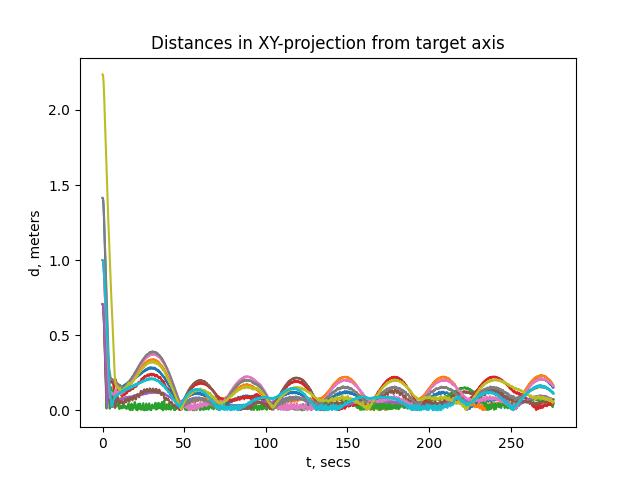 Distances in XY-projection from target axis
d, meters
2.0
1.5
1.0
0.5
0.0
0 50 100 150 200 250
t, secs